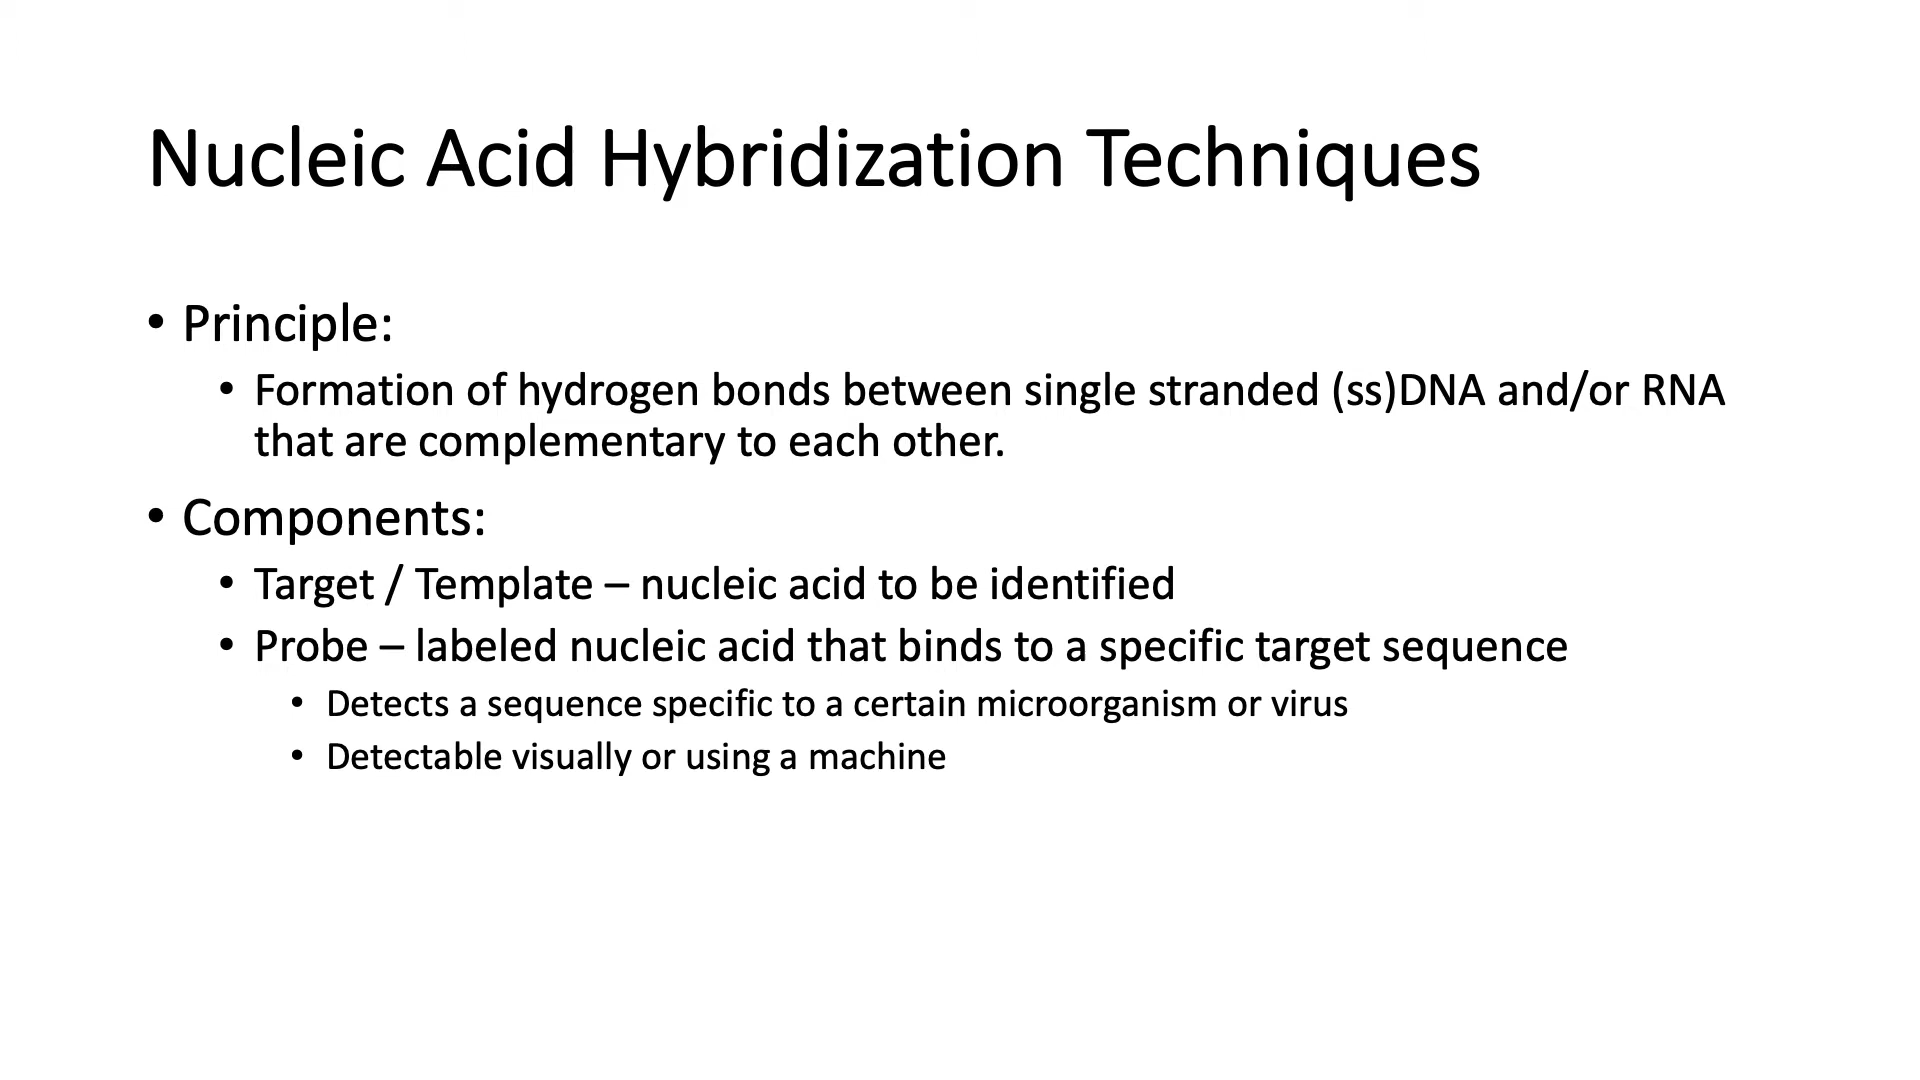 Nucleic Acid Hybridization Techniques
• Principle:
• Formation of hydrogen bonds between single stranded (ss)DNA and/or RNA
that are complementary to each other.
• Components:
• Target / Template – nucleic acid to be identified
• Probe – labeled nucleic acid that binds to a specific target sequence
• Detects a sequence specific to a certain microorganism or virus
• Detectable visually or using a machine